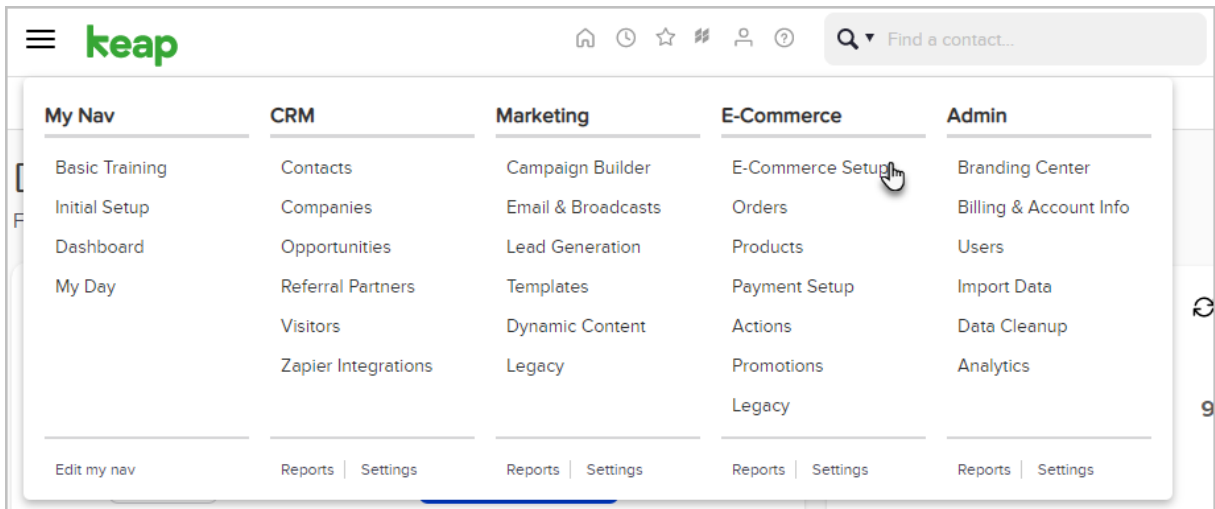 keap
Find a contact...
My Nav
Basic Training
Initial Setup
Dashboard
My Day
Edit my nav
CRM
Contacts
Companies
Opportunities
Referral Partners
Visitors
Zapier Integrations
Reports | Settings
Marketing
Campaign Builder
Email & Broadcasts
Lead Generation
Templates
Dynamic Content
Legacy
Reports | Settings
E-Commerce
E-Commerce Setup
Orders
Products
Payment Setup
Actions
Promotions
Legacy
Reports | Settings
Admin
Branding Center
Billing & Account Info
Users
Import Data
Data Cleanup
Analytics
Reports | Settings
9